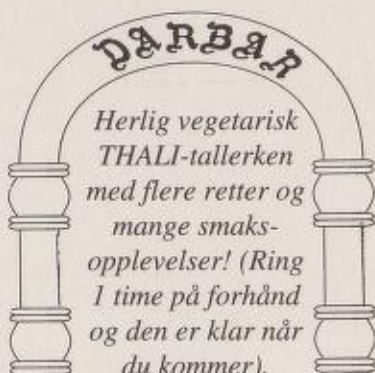 DARBAR
Herlig vegetarisk
THALI-tallerken
med flere retter og
mange smaks-
opplevelser! (Ring
1 time på forhånd
og den er klar når
du kommer).